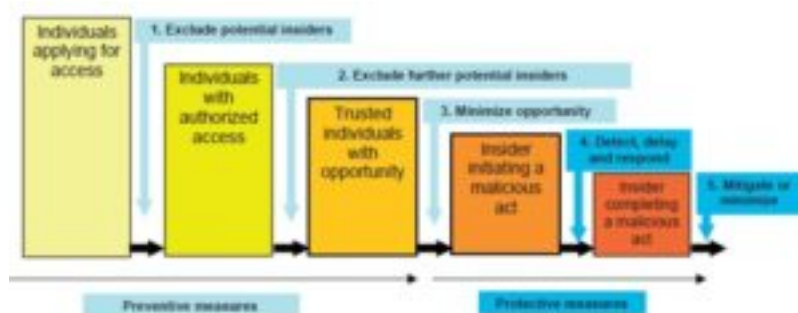 Individuals
applying for
access
1. Exclude potential insiders
Individuals
with
authorized
access
2. Exclude further potential insiders
Trusted
individuals
with
opportunity
3. Minimize opportunity
Insider
initiating a
malicious
act
4. Detect, delay
and respond
Insider
completing
a malicious
act
5. Mitigate or
minimize
Preventive measures
Protective measures